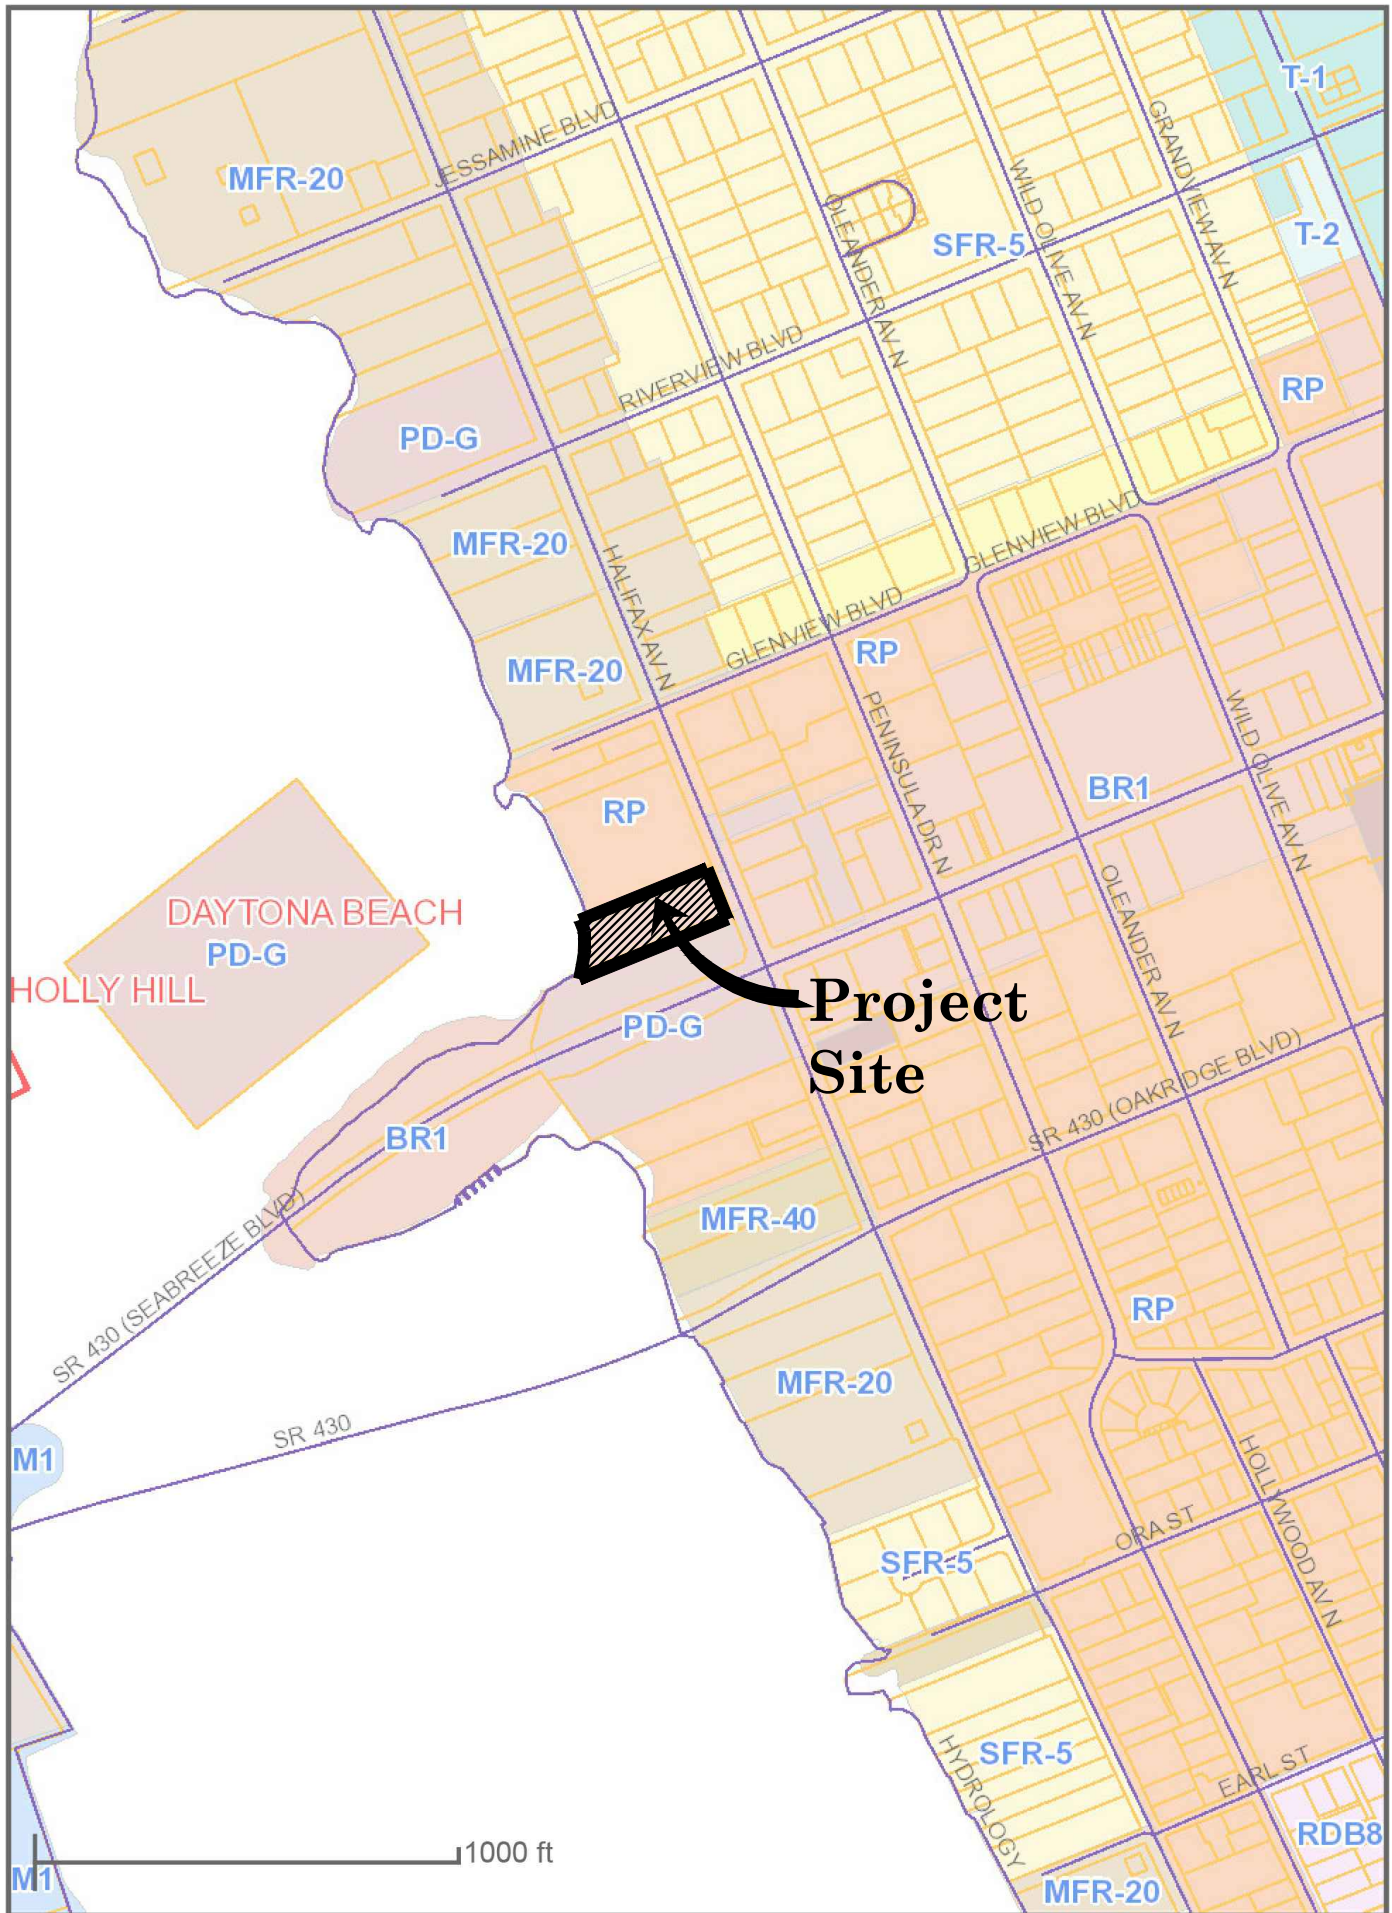 T-1
GRANDVIEW AV N
JESSAMINE BLVD
MFR-20
WILD OLIVE AV N
OLEANDER AV N
T-2
SFR-5
RIVERVIEW BLVD
RP
PD-G
GLENVIEW BLVD
MFR-20
HALIFAX AV N
GLENVIEW BLVD
RP
MFR-20
PENINSULA DR N
WILD OLIVE AV N
BR1
RP
OLEANDER AV N
DAYTONA BEACH
PD-G
HOLLY HILL
Project
Site
PD-G
SR 430 (OAKRIDGE BLVD)
BR1
MFR-40
SR 430 (SEABREEZE BLVD)
RP
MFR-20
SR 430
M1
HOLLYWOOD AV N
ORA ST
SFR-5
SFR-5
HYDROLOGY
EARL ST
RDB8
1000 ft
M1
MFR-20